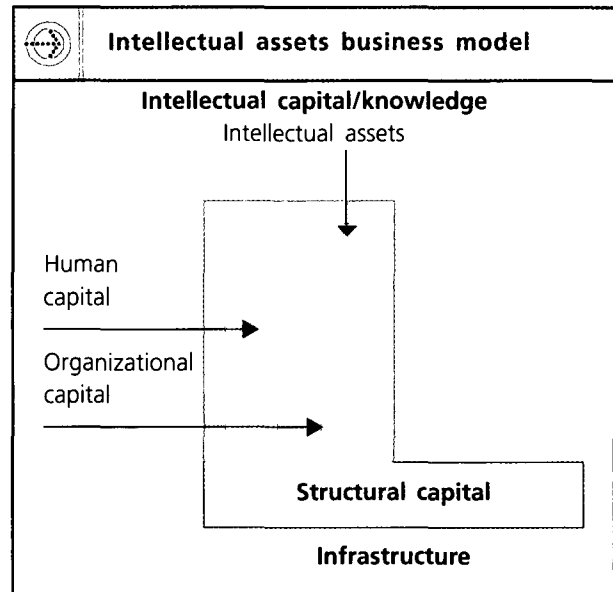 Intellectual assets business model
Intellectual capital/knowledge
Intellectual assets
Human
capital
Organizational
capital
Structural capital
Infrastructure